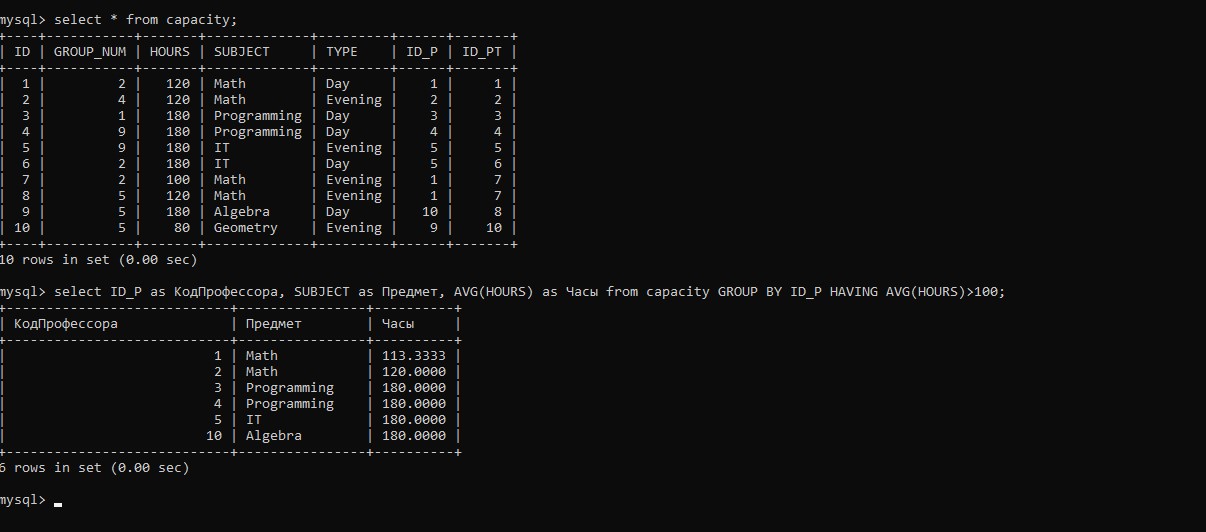 mysql> select * from capacity;
+----+-----------+-------+-------------+---------+------+-------+
| ID | GROUP_NUM | HOURS | SUBJECT     | TYPE    | ID_P | ID_PT |
+----+-----------+-------+-------------+---------+------+-------+
|  1 |         2 |   120 | Math        | Day     |    1 |     1 |
|  2 |         4 |   120 | Math        | Evening |    2 |     2 |
|  3 |         1 |   180 | Programming | Day     |    3 |     3 |
|  4 |         9 |   180 | Programming | Day     |    4 |     4 |
|  5 |         9 |   180 | IT          | Evening |    5 |     5 |
|  6 |         2 |   180 | IT          | Day     |    5 |     6 |
|  7 |         2 |   100 | Math        | Evening |    1 |     7 |
|  8 |         5 |   120 | Math        | Evening |    1 |     7 |
|  9 |         5 |   180 | Algebra     | Day     |   10 |     8 |
| 10 |         5 |    80 | Geometry    | Evening |    9 |    10 |
+----+-----------+-------+-------------+---------+------+-------+
10 rows in set (0.00 sec)
mysql> select ID_P as КодПрофессора, SUBJECT as Предмет, AVG(HOURS) as Часы from capacity GROUP BY ID_P HAVING AVG(HOURS)>100;
+----------------------------+----------------+----------+
| КодПрофессора              | Предмет        | Часы     |
+----------------------------+----------------+----------+
|                          1 | Math           | 113.3333 |
|                          2 | Math           | 120.0000 |
|                          3 | Programming    | 180.0000 |
|                          4 | Programming    | 180.0000 |
|                          5 | IT             | 180.0000 |
|                         10 | Algebra        | 180.0000 |
+----------------------------+----------------+----------+
6 rows in set (0.00 sec)
mysql>